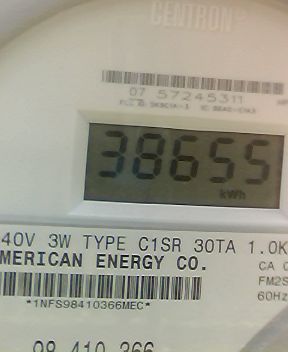 CENTRON
07 57245311
38655
kWh
40V 3W TYPE C1SR 30TA 1.0K
MERICAN ENERGY CO.
CA
FM2S
*1NFS98410366MEC*
60Hz
98 410 366